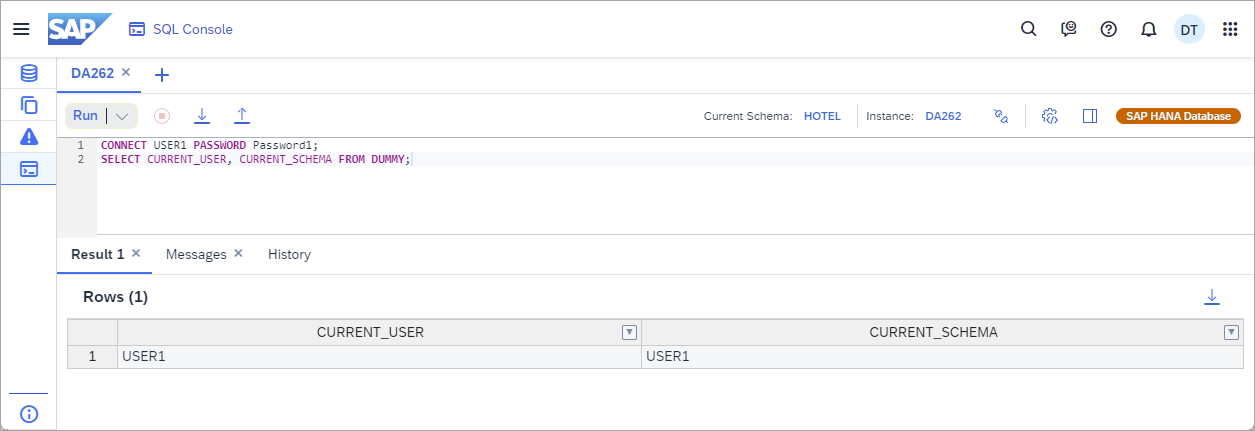 SAP SQL Console DT
DA262
Run Current Schema: HOTEL Instance: DA262 SAP HANA Database
1 CONNECT USER1 PASSWORD Password1;
2 SELECT CURRENT_USER, CURRENT_SCHEMA FROM DUMMY;
Result 1 Messages History
Rows (1)
CURRENT_USER CURRENT_SCHEMA
1 USER1 USER1